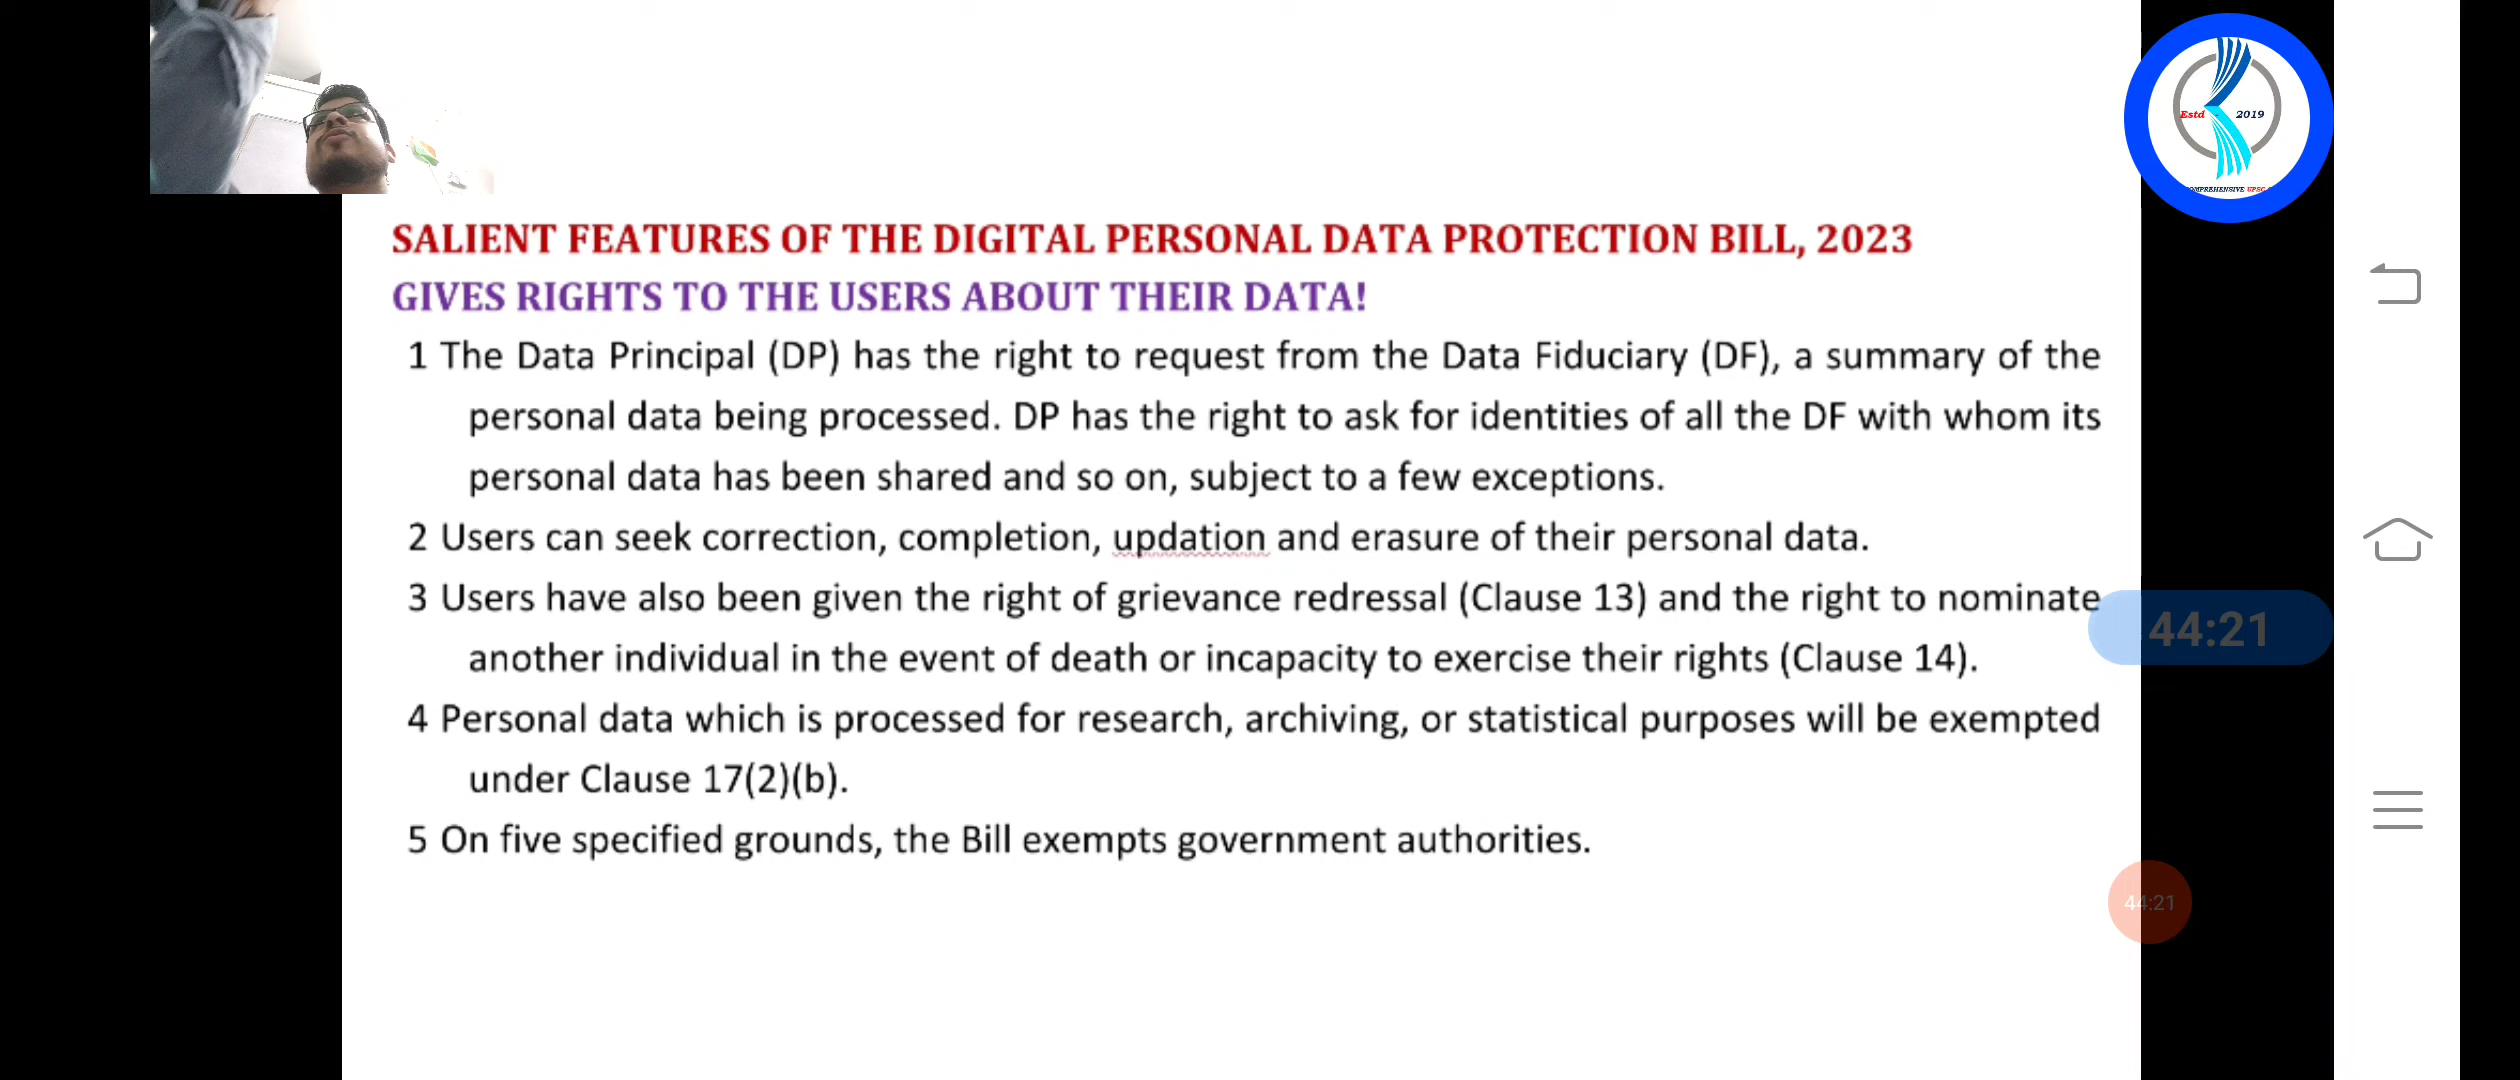 Estd
2019
COMPREHENSIVE UPSC
SALIENT FEATURES OF THE DIGITAL PERSONAL DATA PROTECTION BILL, 2023
GIVES RIGHTS TO THE USERS ABOUT THEIR DATA!
1 The Data Principal (DP) has the right to request from the Data Fiduciary (DF), a summary of the
personal data being processed. DP has the right to ask for identities of all the DF with whom its
personal data has been shared and so on, subject to a few exceptions.
2 Users can seek correction, completion, updation and erasure of their personal data.
3 Users have also been given the right of grievance redressal (Clause 13) and the right to nominate
another individual in the event of death or incapacity to exercise their rights (Clause 14).
44:21
4 Personal data which is processed for research, archiving, or statistical purposes will be exempted
under Clause 17(2)(b).
5 On five specified grounds, the Bill exempts government authorities.
44:21